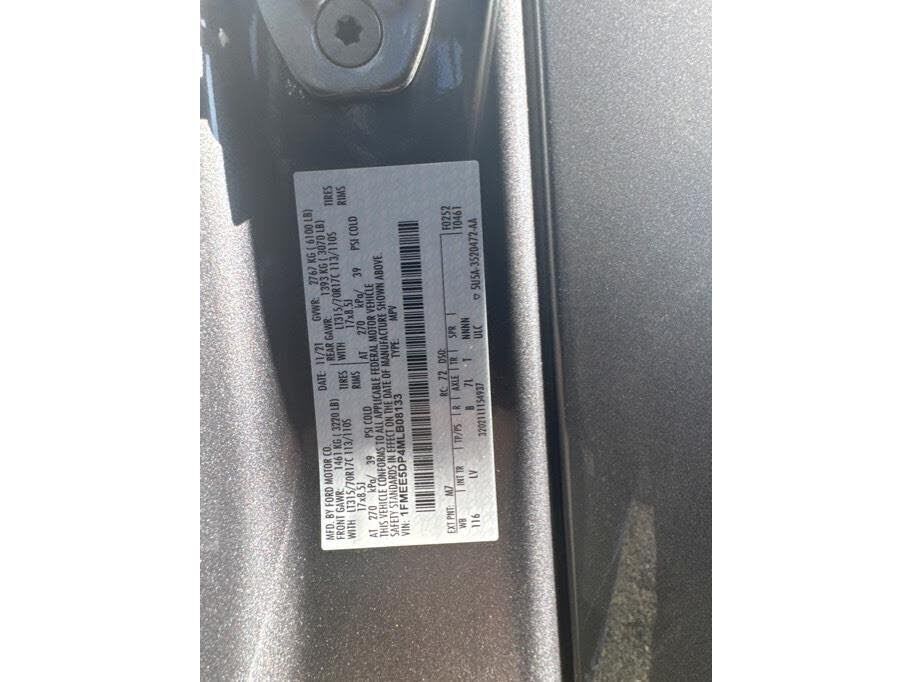 MFD. BY FORD MOTOR CO.
DATE: 11/21 GVWR: 2767 KG ( 6100 LB)
FRONT GAWR: 1461 KG ( 3220 LB) REAR GAWR: 1393 KG ( 3070 LB)
WITH LT315/70R17C 113/110S TIRES WITH LT315/70R17C 113/110S TIRES
17x8.5J RIMS 17x8.5J RIMS
AT 270 kPa/ 39 PSI COLD AT 270 kPa/ 39 PSI COLD
THIS VEHICLE CONFORMS TO ALL APPLICABLE FEDERAL MOTOR VEHICLE
SAFETY STANDARDS IN EFFECT ON THE DATE OF MANUFACTURE SHOWN ABOVE.
VIN: 1FMEE5DP4MLB08133 TYPE: MPV
F0252
T0461
EXT PNT: M7 RC: 72 DSO:
WB INT TR TP/PS R AXLE TR SPR
116 LV B 7L T NNNN
3202111154937 ULC
5U5A-3520472-AA